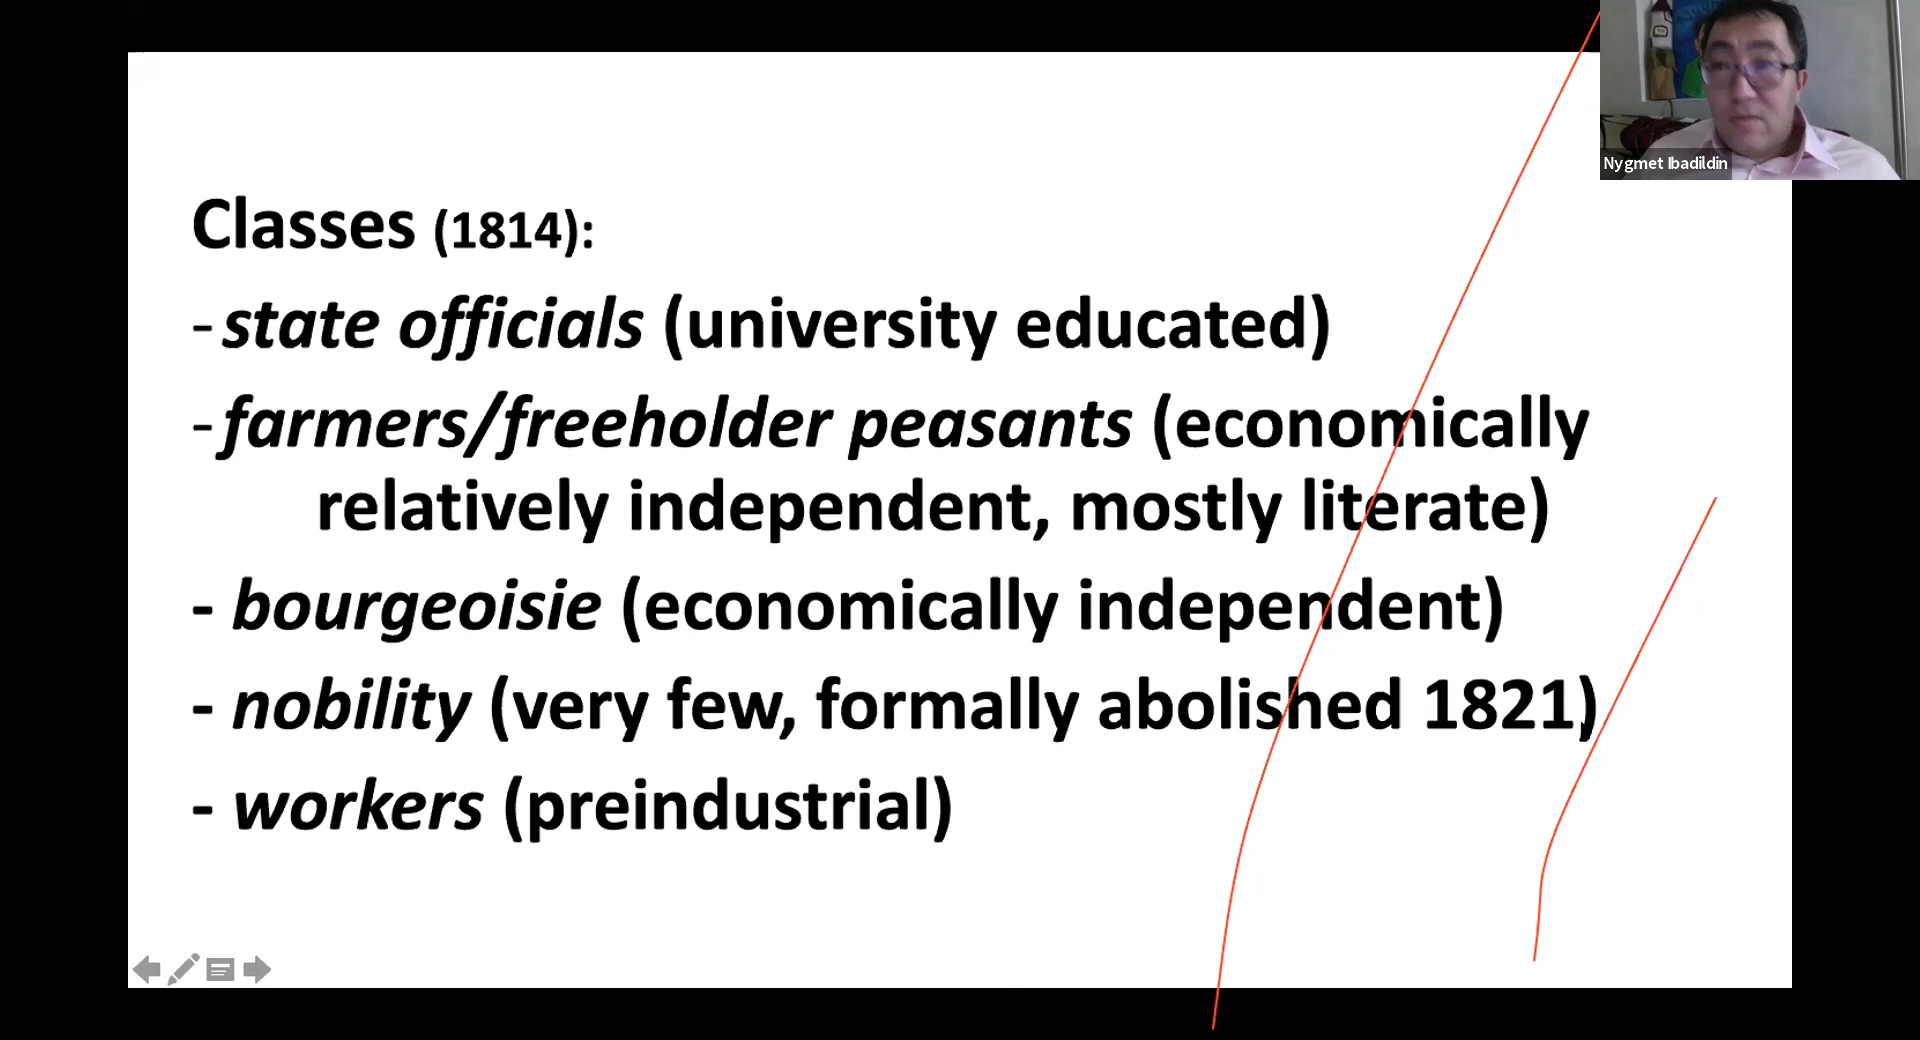 Nygmet Ibadildin
Classes (1814):
- state officials (university educated)
- farmers/freeholder peasants (economically
relatively independent, mostly literate)
- bourgeoisie (economically independent)
- nobility (very few, formally abolished 1821)
- workers (preindustrial)